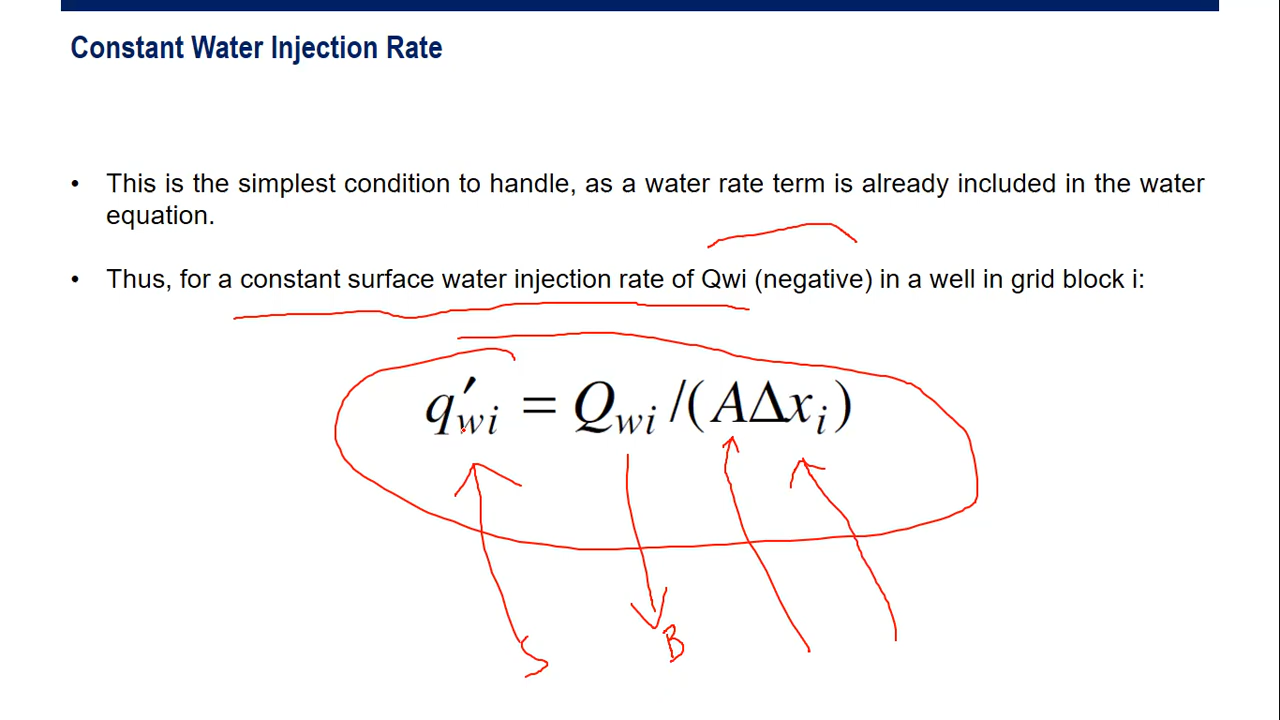 Constant Water Injection Rate
• This is the simplest condition to handle, as a water rate term is already included in the water
equation.
• Thus, for a constant surface water injection rate of Qwi (negative) in a well in grid block i:
q′wi = Qwi /(AΔxi)
S B